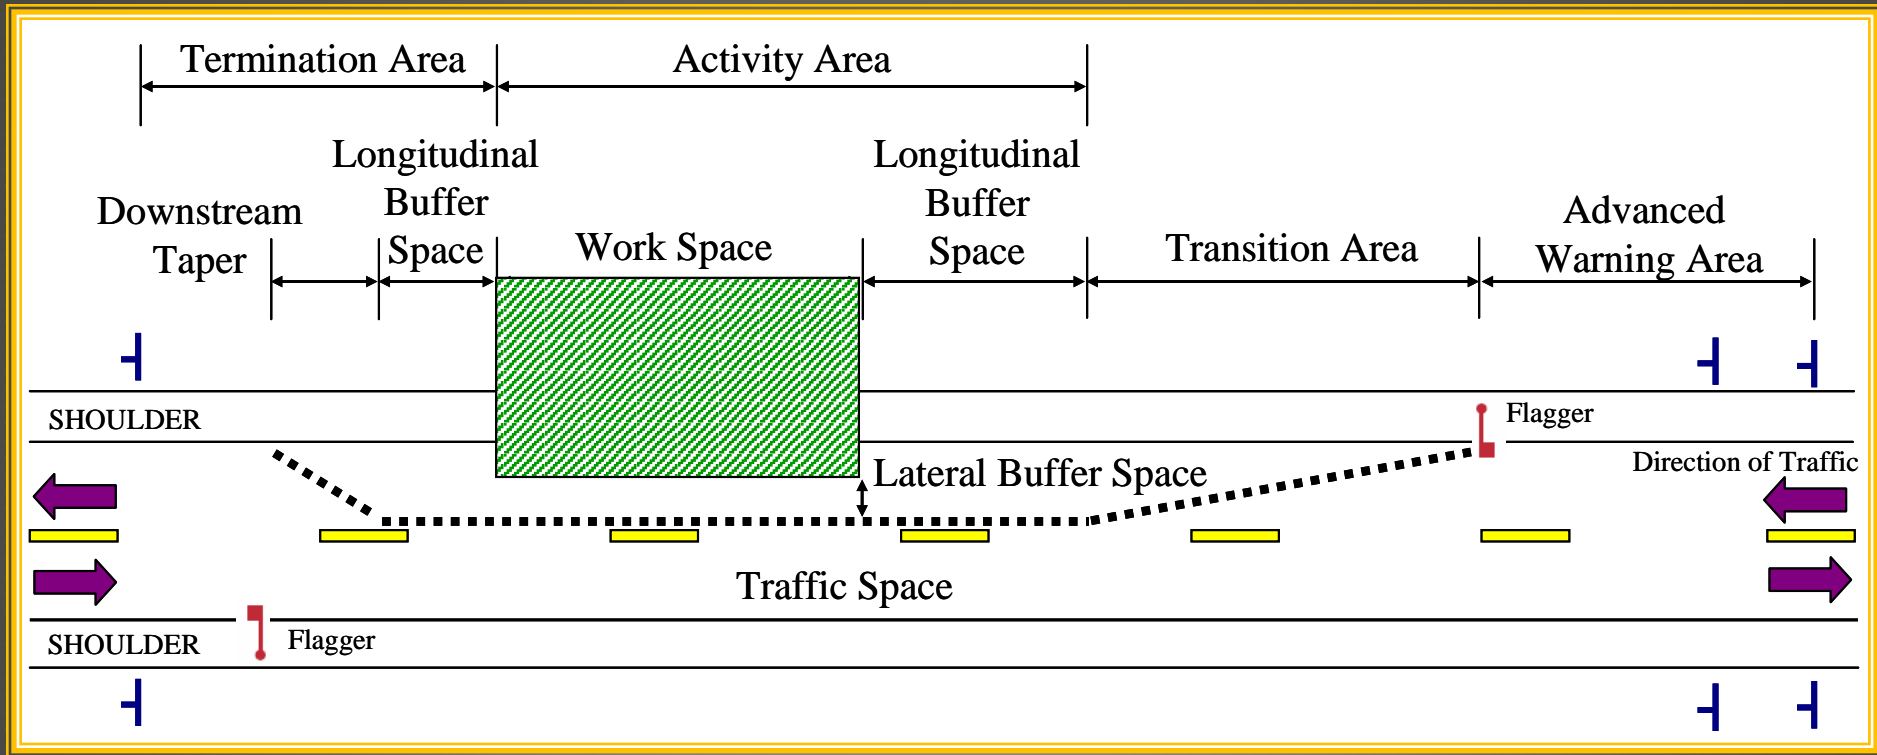 Termination Area
Activity Area
Longitudinal
Buffer
Space
Longitudinal
Buffer
Space
Downstream
Taper
Work Space
Transition Area
Advanced
Warning Area
SHOULDER
Flagger
Direction of Traffic
Lateral Buffer Space
Traffic Space
SHOULDER
Flagger